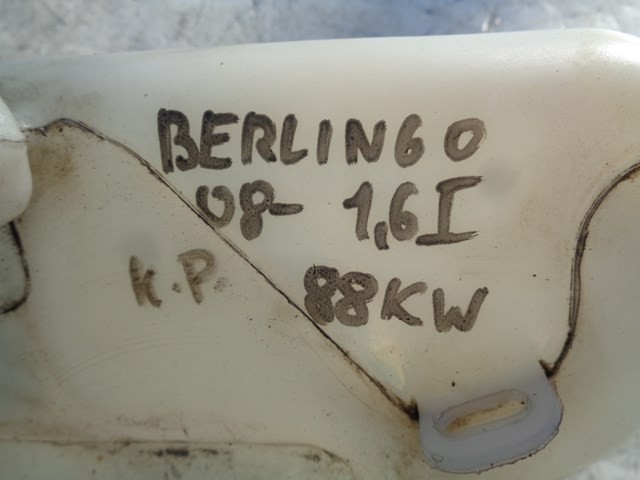 BERLINGO
08- 1,6I
K.P. 88KW